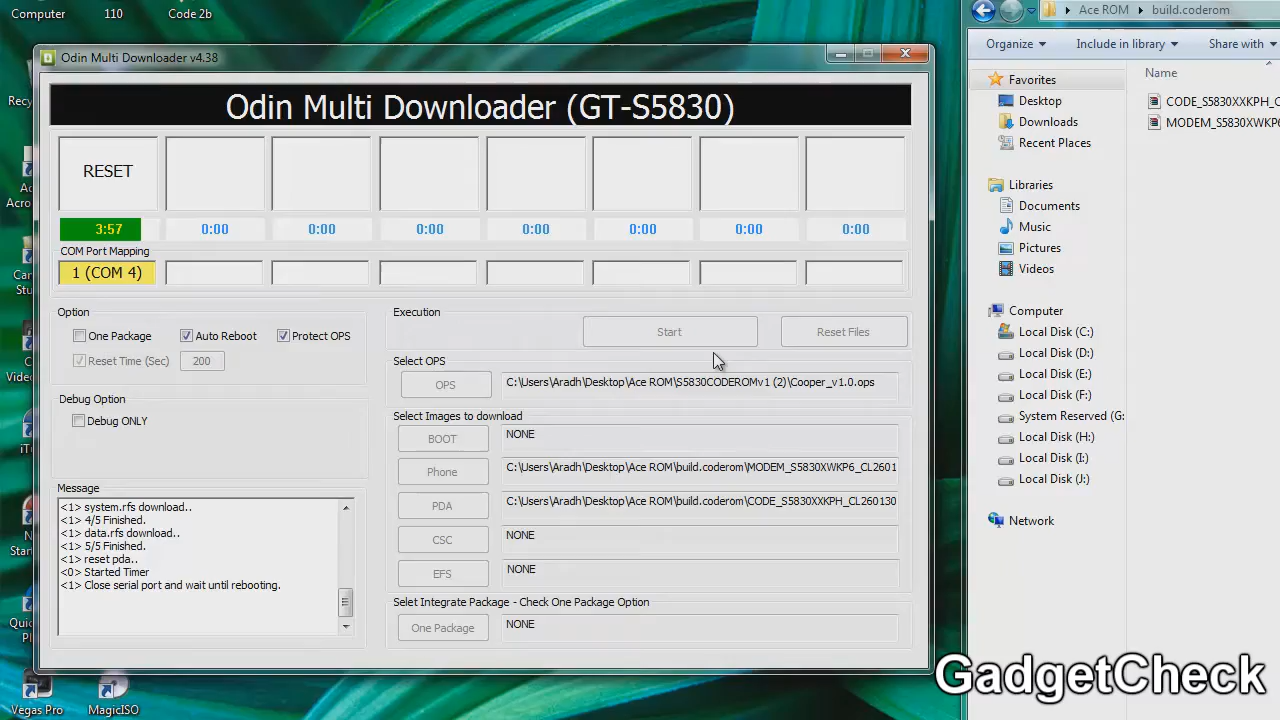 Computer
110
Code 2b
Odin Multi Downloader v4.38
Odin Multi Downloader (GT-S5830)
RESET
3:57
0:00
0:00
0:00
0:00
0:00
0:00
0:00
COM Port Mapping
1 (COM 4)
Option
One Package
Auto Reboot
Protect OPS
Reset Time (Sec)
200
Debug Option
Debug ONLY
Message
<1> system.rfs download..
<1> 4/5 Finished.
<1> data.rfs download..
<1> 5/5 Finished.
<1> reset pda..
<0> Started Timer
<1> Close serial port and wait until rebooting.
Execution
Start
Reset Files
Select OPS
OPS
C:\Users\Aradh\Desktop\Ace ROM\S5830CODEROMv1 (2)\Cooper_v1.0.ops
Select Images to download
BOOT
NONE
Phone
C:\Users\Aradh\Desktop\Ace ROM\build.coderom\MODEM_S5830XWKP6_CL2601
PDA
C:\Users\Aradh\Desktop\Ace ROM\build.coderom\CODE_S5830XXKPH_CL260130
CSC
NONE
EFS
NONE
Selet Integrate Package - Check One Package Option
One Package
NONE
Vegas Pro
MagicISO
Ace ROM
build.coderom
Organize
Include in library
Share with
Name
CODE_S5830XXKPH_C
MODEM_S5830XWKP6
Favorites
Desktop
Downloads
Recent Places
Libraries
Documents
Music
Pictures
Videos
Computer
Local Disk (C:)
Local Disk (D:)
Local Disk (E:)
Local Disk (F:)
System Reserved (G:
Local Disk (H:)
Local Disk (I:)
Local Disk (J:)
Network
GadgetCheck